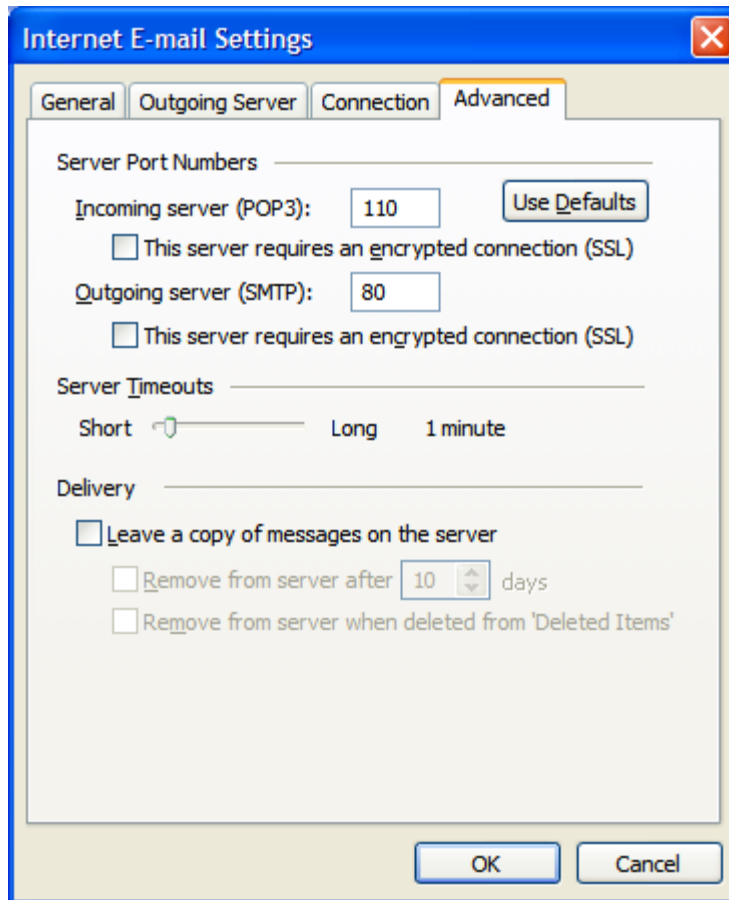 Internet E-mail Settings
General Outgoing Server Connection Advanced
Server Port Numbers
Incoming server (POP3): 110 Use Defaults
This server requires an encrypted connection (SSL)
Outgoing server (SMTP): 80
This server requires an encrypted connection (SSL)
Server Timeouts
Short Long 1 minute
Delivery
Leave a copy of messages on the server
Remove from server after 10 days
Remove from server when deleted from 'Deleted Items'
OK Cancel